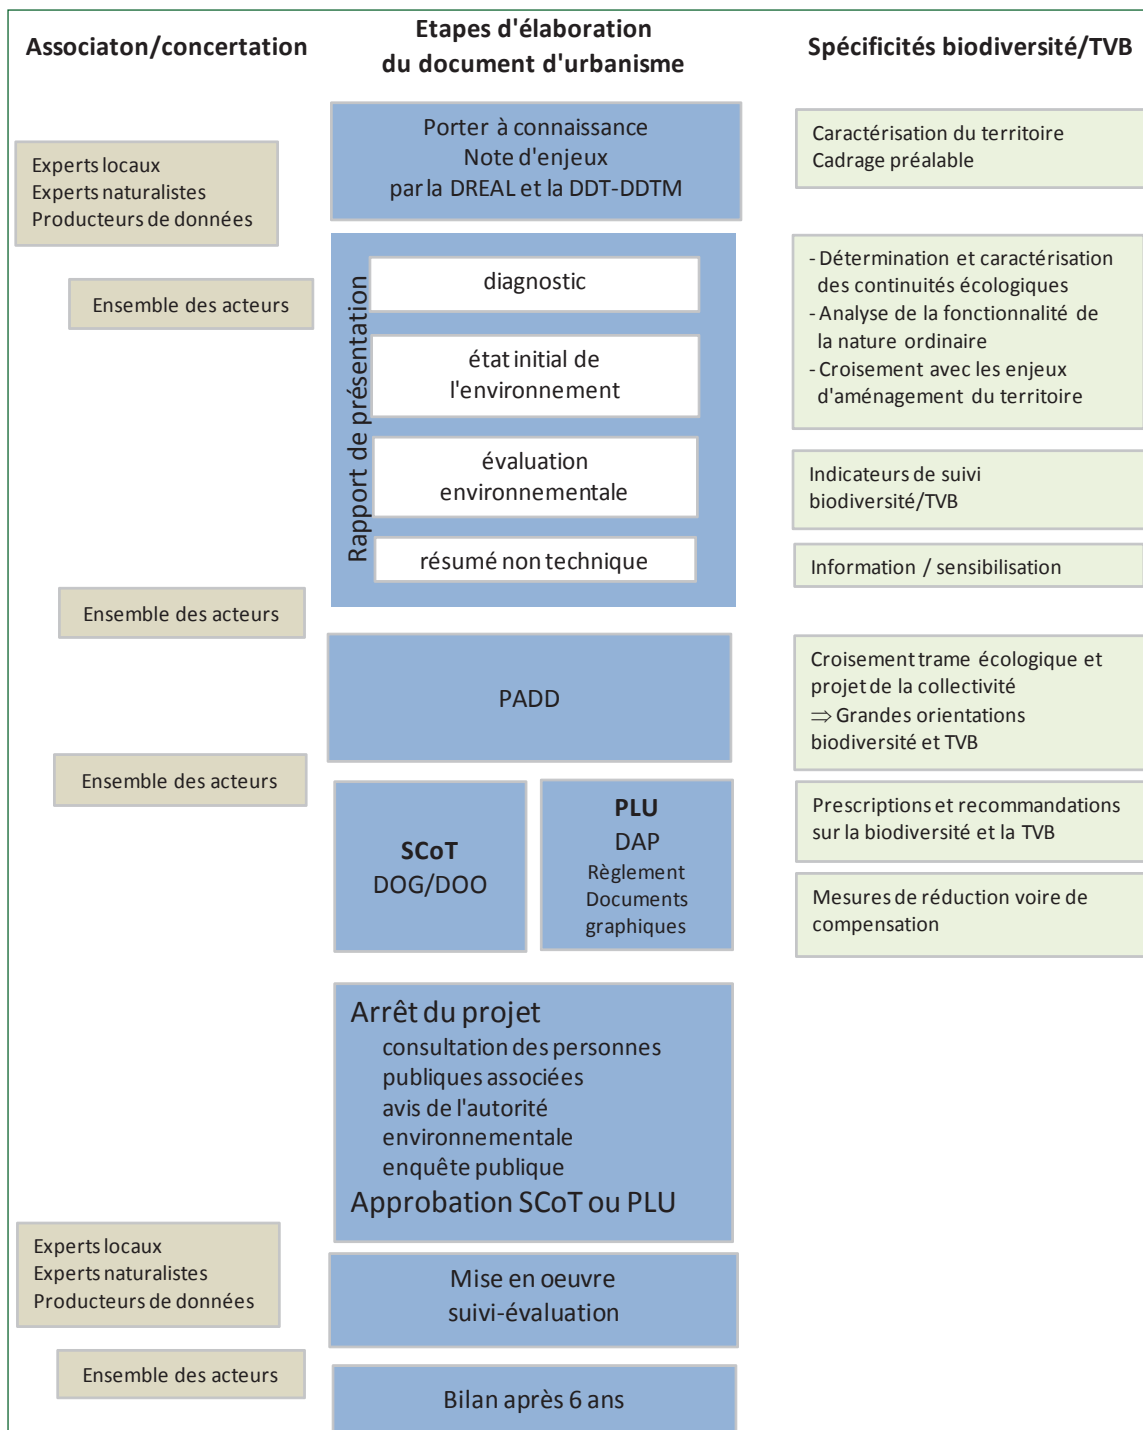 Associaton/concertation
Etapes d'élaboration
du document d'urbanisme
Spécificités biodiversité/TVB
Porter à connaissance
Note d'enjeux
par la DREAL et la DDT-DDTM
Caractérisation du territoire
Cadrage préalable
Experts locaux
Experts naturalistes
Producteurs de données
Rapport de présentation
diagnostic
état initial de
l'environnement
évaluation
environnementale
résumé non technique
Ensemble des acteurs
- Détermination et caractérisation
des continuités écologiques
- Analyse de la fonctionnalité de
la nature ordinaire
- Croisement avec les enjeux
d'aménagement du territoire
Indicateurs de suivi
biodiversité/TVB
Information / sensibilisation
Ensemble des acteurs
PADD
Croisement trame écologique et
projet de la collectivité
⇒ Grandes orientations
biodiversité et TVB
Ensemble des acteurs
SCoT
DOG/DOO
PLU
DAP
Règlement
Documents
graphiques
Prescriptions et recommandations
sur la biodiversité et la TVB
Mesures de réduction voire de
compensation
Arrêt du projet
consultation des personnes
publiques associées
avis de l'autorité
environnementale
enquête publique
Approbation SCoT ou PLU
Experts locaux
Experts naturalistes
Producteurs de données
Mise en oeuvre
suivi-évaluation
Ensemble des acteurs
Bilan après 6 ans